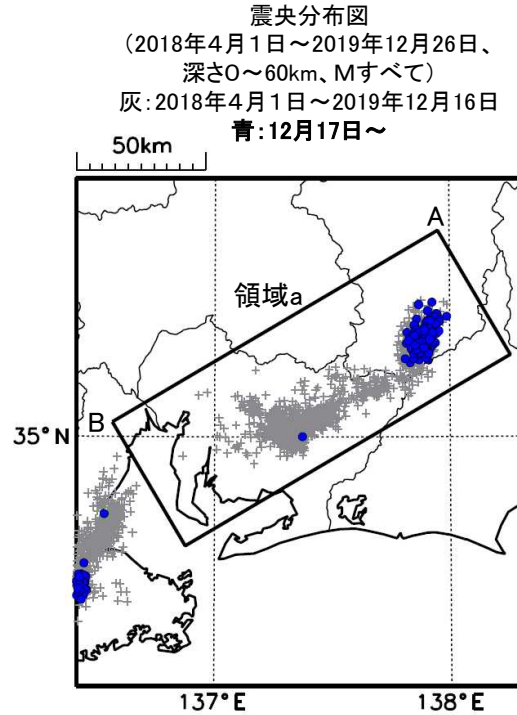 震央分布図
(2018年4月1日~2019年12月26日、
深さ0~60km、Mすべて)
灰:2018年4月1日~2019年12月16日
青:12月17日~
50km
A
領域a
B
35°N
137°E
138°E